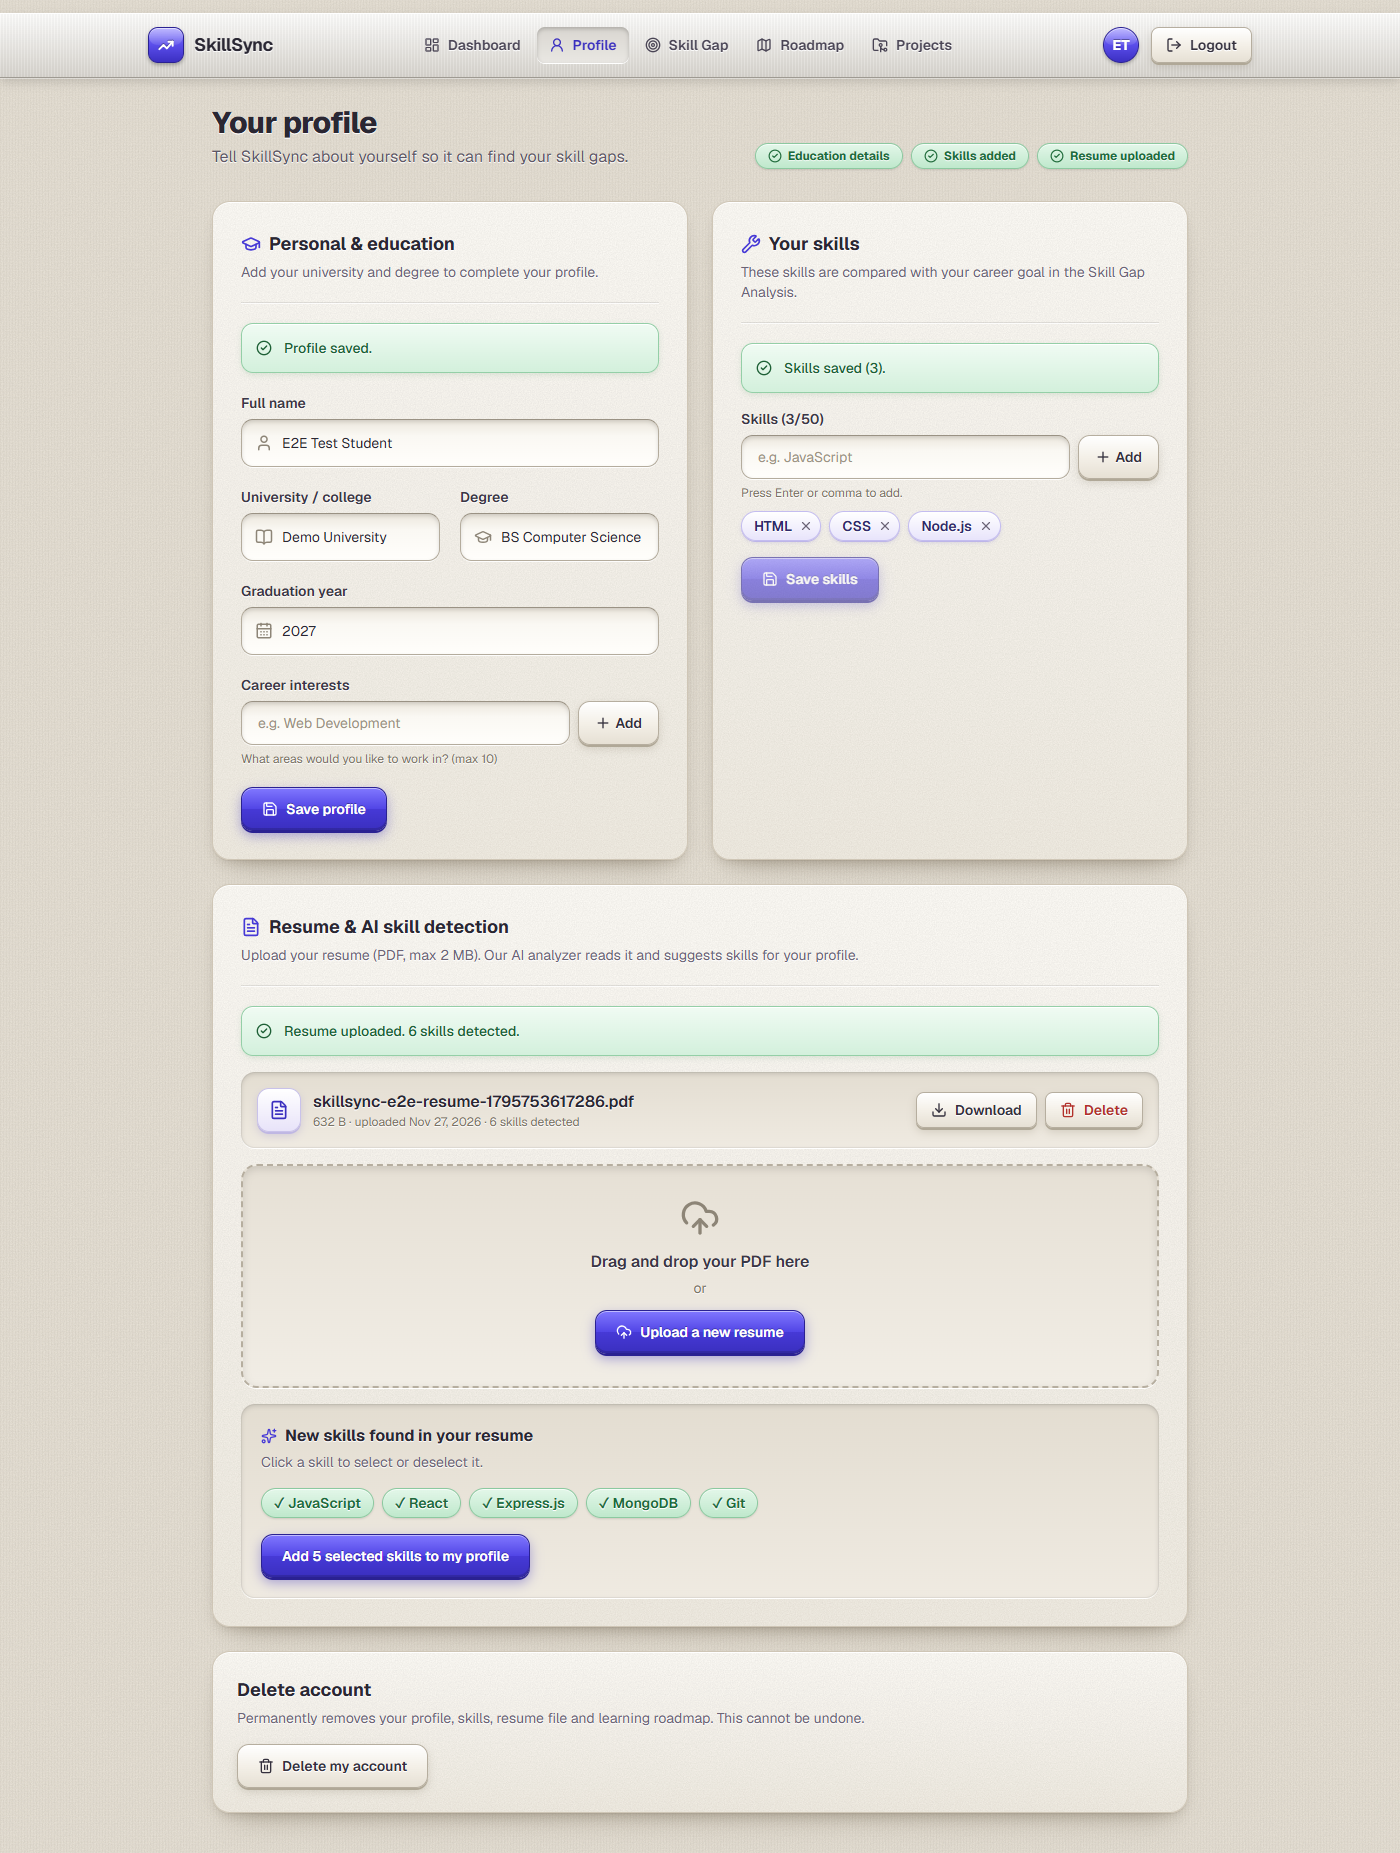 SkillSync
Dashboard
Profile
Skill Gap
Roadmap
Projects
ET
Logout
Your profile
Tell SkillSync about yourself so it can find your skill gaps.
Education details
Skills added
Resume uploaded
Personal & education
Add your university and degree to complete your profile.
Profile saved.
Full name
E2E Test Student
University / college
Degree
Demo University
BS Computer Science
Graduation year
2027
Career interests
e.g. Web Development
Add
What areas would you like to work in? (max 10)
Save profile
Your skills
These skills are compared with your career goal in the Skill Gap
Analysis.
Skills saved (3).
Skills (3/50)
e.g. JavaScript
Add
Press Enter or comma to add.
HTML
CSS
Node.js
Save skills
Resume & AI skill detection
Upload your resume (PDF, max 2 MB). Our AI analyzer reads it and suggests skills for your profile.
Resume uploaded. 6 skills detected.
skillsync-e2e-resume-1795753617286.pdf
632 B · uploaded Nov 27, 2026 · 6 skills detected
Download
Delete
Drag and drop your PDF here
or
Upload a new resume
New skills found in your resume
Click a skill to select or deselect it.
✓ JavaScript
✓ React
✓ Express.js
✓ MongoDB
✓ Git
Add 5 selected skills to my profile
Delete account
Permanently removes your profile, skills, resume file and learning roadmap. This cannot be undone.
Delete my account